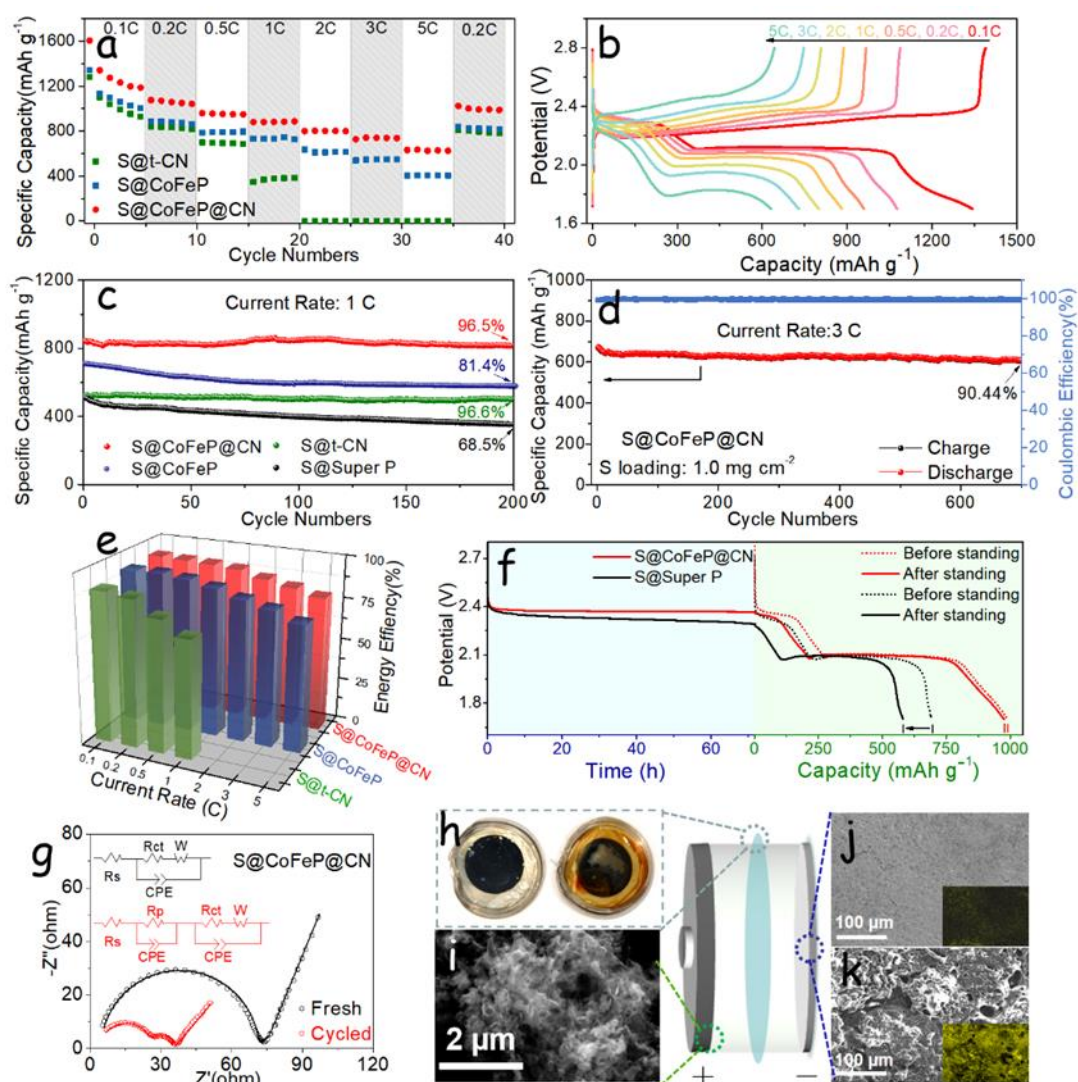 a
0.1C 0.2C 0.5C 1C 2C 3C 5C 0.2C
Specific Capacity(mAh g⁻¹)
1600
1200
800
400
0
S@t-CN
S@CoFeP
S@CoFeP@CN
0 10 20 30 40
Cycle Numbers
b
5C, 3C, 2C, 1C, 0.5C, 0.2C, 0.1C
Potential (V)
2.8
2.4
2.0
1.6
0 300 600 900 1200 1500
Capacity (mAh g⁻¹)
c
Current Rate: 1 C
Specific Capacity(mAh g⁻¹)
1200
800
400
0
96.5%
81.4%
96.6%
68.5%
S@CoFeP@CN S@t-CN
S@CoFeP S@Super P
0 50 100 150 200
Cycle Numbers
d
Current Rate:3 C
Specific Capacity(mAh g⁻¹)
1000
900
800
700
600
500
400
300
200
100
0
90.44%
S@CoFeP@CN
S loading: 1.0 mg cm⁻²
Charge
Discharge
0 200 400 600
Cycle Numbers
100
80
60
40
20
0
Coulombic Efficiency(%)
e
100
75
50
25
0
Energy Effiency(%)
S@CoFeP@CN
S@CoFeP
S@t-CN
0.1 0.2 0.5 1 2 3 5
Current Rate (C)
f
Potential (V)
2.7
2.4
2.1
1.8
S@CoFeP@CN
S@Super P
Before standing
After standing
Before standing
After standing
0 20 40 60 0 250 500 750 1000
Time (h)
Capacity (mAh g⁻¹)
g
S@CoFeP@CN
-Z''(ohm)
80
60
40
20
0
Rs
Rct W
CPE
Rs
Rp
CPE
Rct W
CPE
Fresh
Cycled
0 30 60 90 120
Z'(ohm)
h
i
2 µm
+ −
j
100 µm
k
100 µm